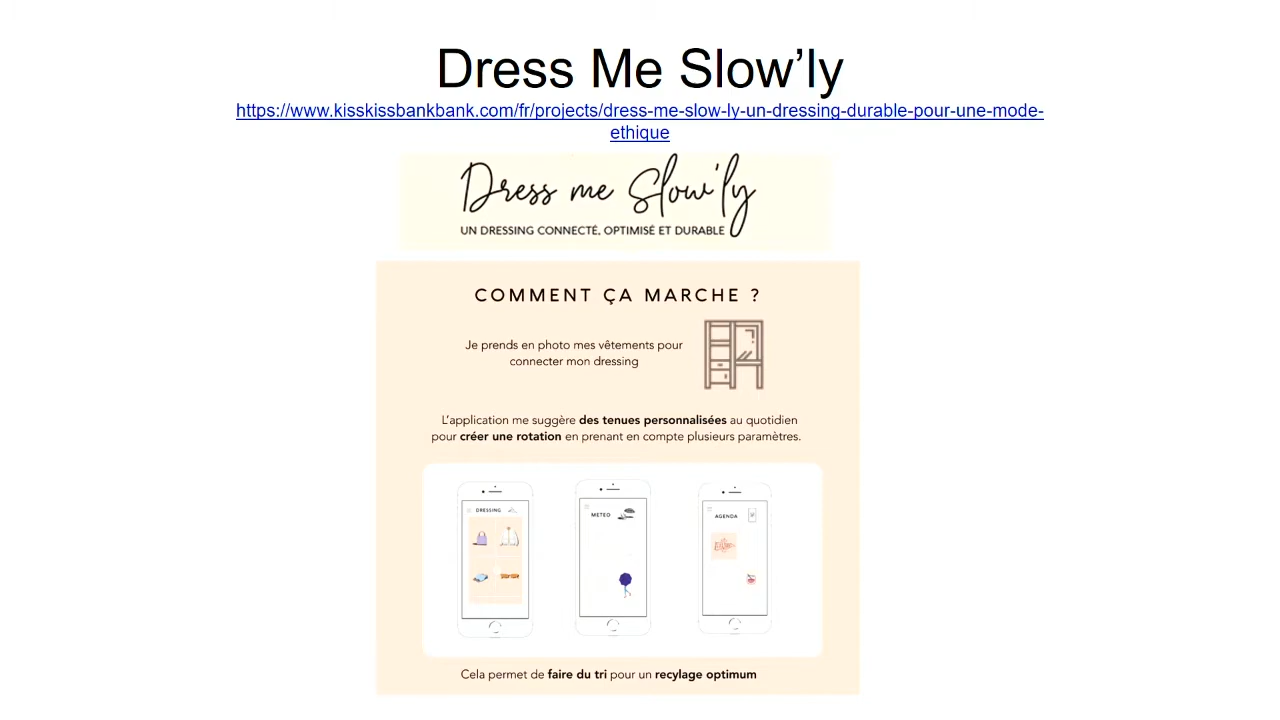 Dress Me Slow’ly
https://www.kisskissbankbank.com/fr/projects/dress-me-slow-ly-un-dressing-durable-pour-une-mode-
ethique
Dress me Slow'ly
UN DRESSING CONNECTÉ, OPTIMISÉ ET DURABLE
COMMENT ÇA MARCHE ?
Je prends en photo mes vêtements pour
connecter mon dressing
L’application me suggère des tenues personnalisées au quotidien
pour créer une rotation en prenant en compte plusieurs paramètres.
DRESSING
METEO
AGENDA
Cela permet de faire du tri pour un recylage optimum